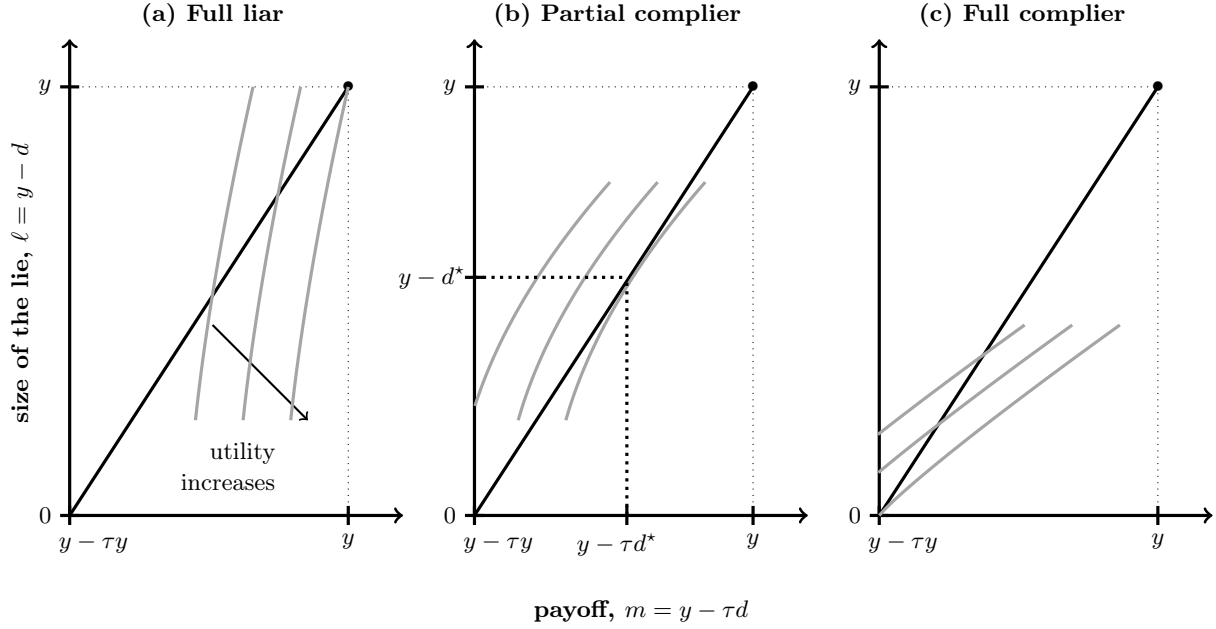 (a) Full liar
(b) Partial complier
(c) Full complier
size of the lie, ℓ = y − d
y
0
y − τy
y
utility
increases
y − d⋆
0
y
y − τy
y − τd⋆
y
y
0
y − τy
y
payoff, m = y − τd